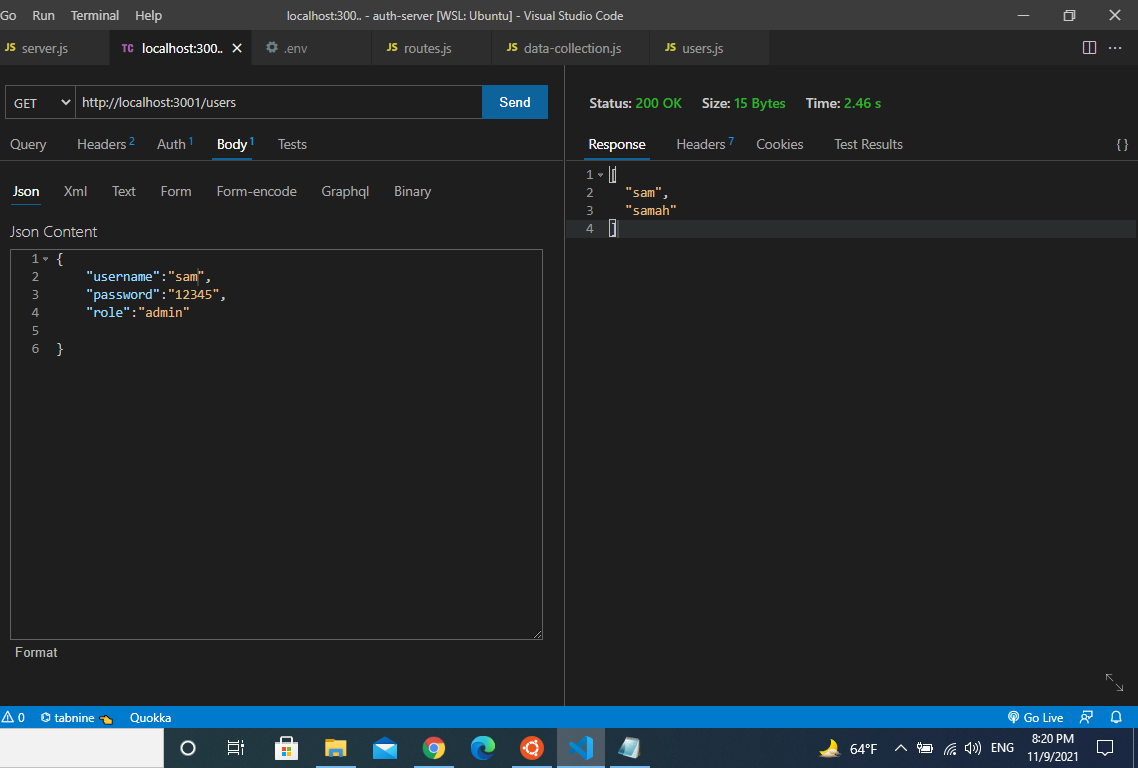 Go Run Terminal Help localhost:300.. - auth-server [WSL: Ubuntu] - Visual Studio Code
JS server.js TC localhost:300.. .env JS routes.js JS data-collection.js JS users.js
GET http://localhost:3001/users Send
Query Headers 2 Auth 1 Body 1 Tests
Json Xml Text Form Form-encode Graphql Binary
Json Content
1 {
2 "username":"sam",
3 "password":"12345",
4 "role":"admin"
5
6 }
Format
Status: 200 OK Size: 15 Bytes Time: 2.46 s
Response Headers 7 Cookies Test Results { }
1 [
2 "sam",
3 "samah"
4 ]
0 tabnine Quokka Go Live
64°F ENG 8:20 PM
11/9/2021